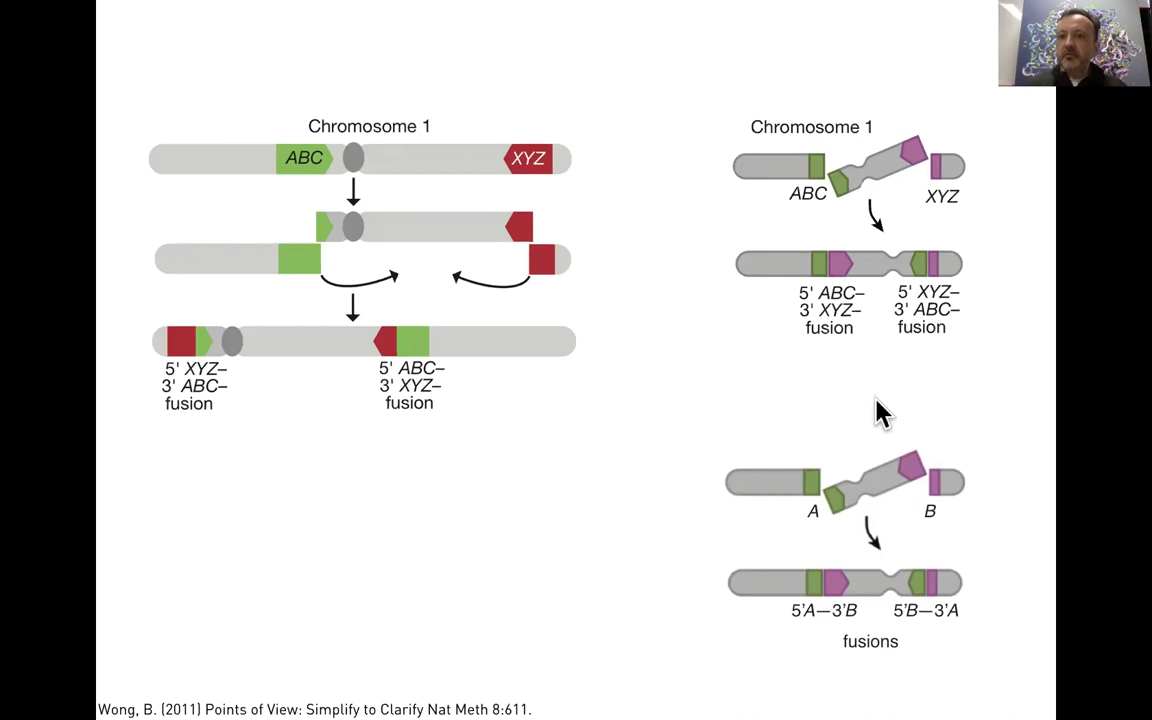 Chromosome 1
ABC
XYZ
5' XYZ–
3' ABC–
fusion
5' ABC–
3' XYZ–
fusion
Chromosome 1
ABC
XYZ
5' ABC–
3' XYZ–
fusion
5' XYZ–
3' ABC–
fusion
A
B
5'A—3'B
5'B—3'A
fusions
Wong, B. (2011) Points of View: Simplify to Clarify Nat Meth 8:611.